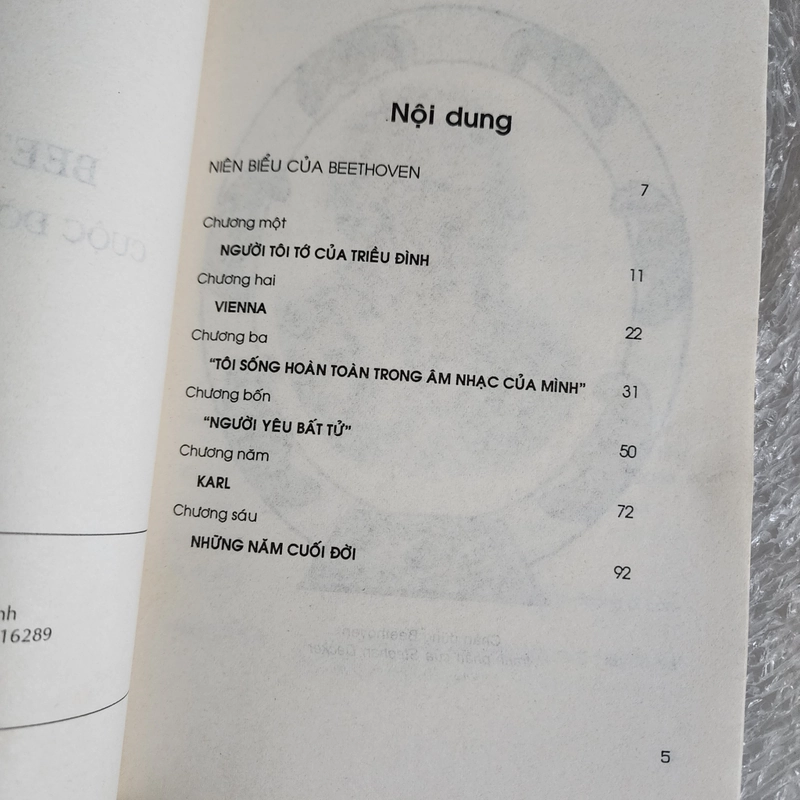 Nội dung
NIÊN BIỂU CỦA BEETHOVEN 7
Chương một
NGƯỜI TÔI TỚ CỦA TRIỀU ĐÌNH 11
Chương hai
VIENNA 22
Chương ba
“TÔI SỐNG HOÀN TOÀN TRONG ÂM NHẠC CỦA MÌNH” 31
Chương bốn
“NGƯỜI YÊU BẤT TỬ” 50
Chương năm
KARL 72
Chương sáu
NHỮNG NĂM CUỐI ĐỜI 92
5
nh
16289